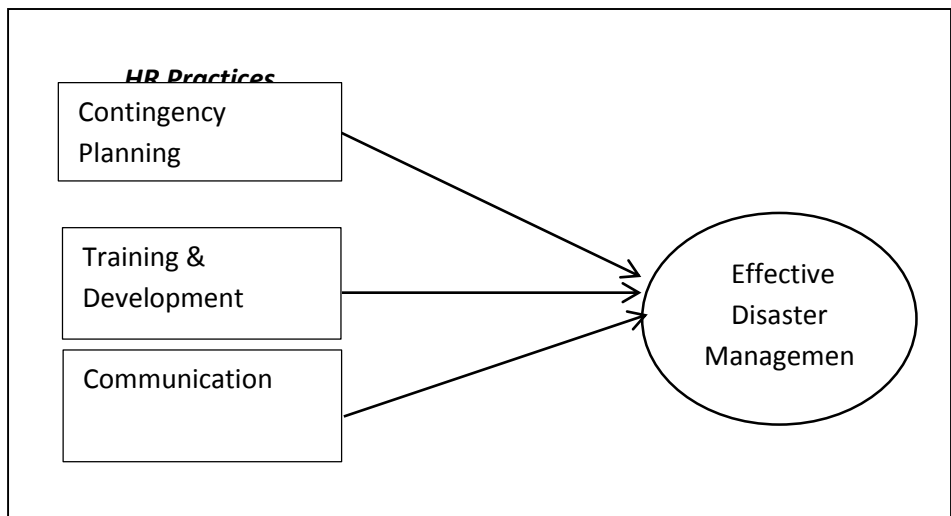 HR Practices
Contingency
Planning
Training &
Development
Communication
Effective
Disaster
Managemen